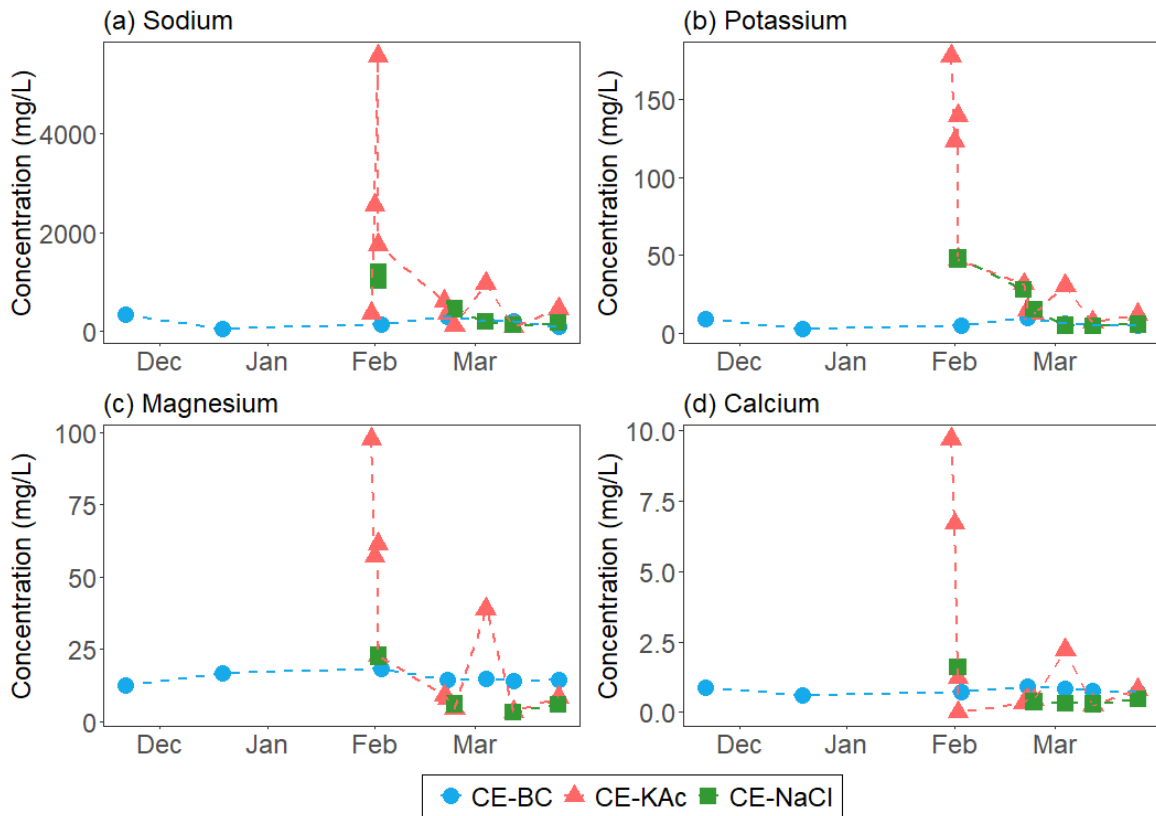 (a) Sodium
Concentration (mg/L)
4000
2000
0
Dec Jan Feb Mar
(b) Potassium
Concentration (mg/L)
150
100
50
0
Dec Jan Feb Mar
(c) Magnesium
Concentration (mg/L)
100
75
50
25
0
Dec Jan Feb Mar
(d) Calcium
Concentration (mg/L)
10.0
7.5
5.0
2.5
0.0
Dec Jan Feb Mar
CE-BC CE-KAc CE-NaCl